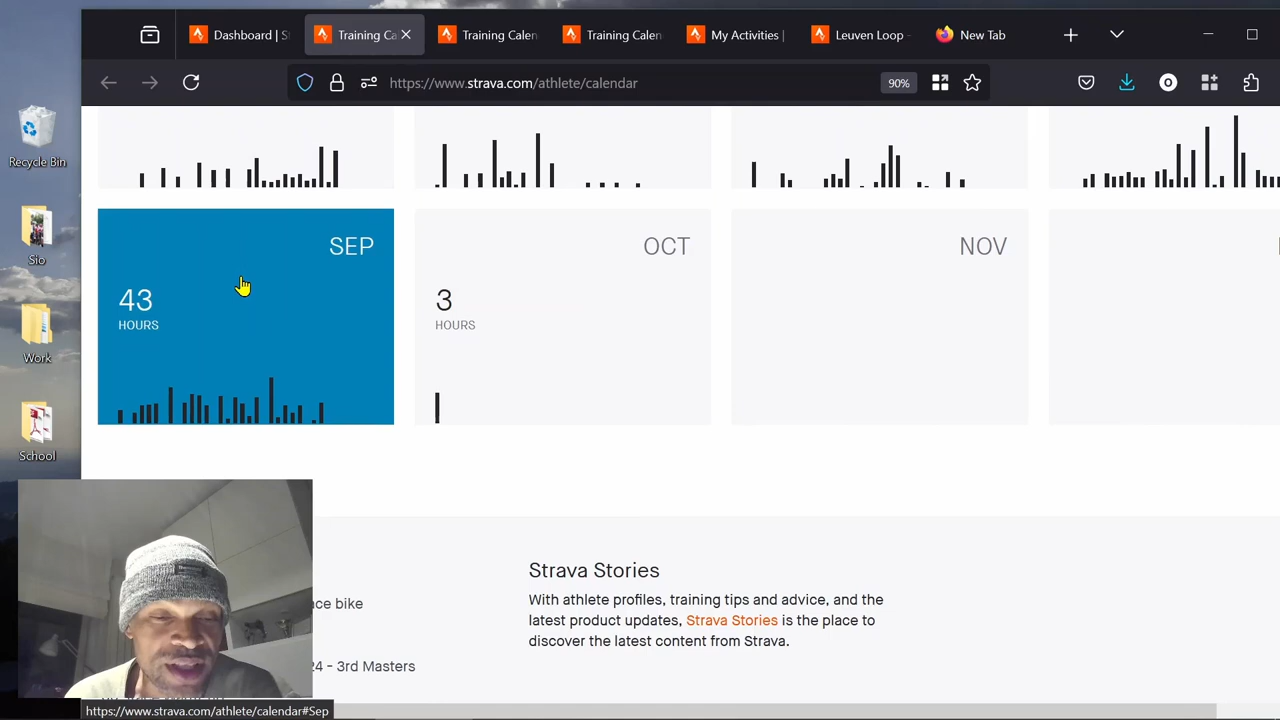 Dashboard | S
Training Ca
Training Calen
Training Calen
My Activities |
Leuven Loop -
New Tab
https://www.strava.com/athlete/calendar
90%
Recycle Bin
Sio
Work
School
SEP
43
HOURS
OCT
3
HOURS
NOV
Strava Stories
With athlete profiles, training tips and advice, and the
latest product updates, Strava Stories is the place to
discover the latest content from Strava.
ace bike
24 - 3rd Masters
https://www.strava.com/athlete/calendar#Sep